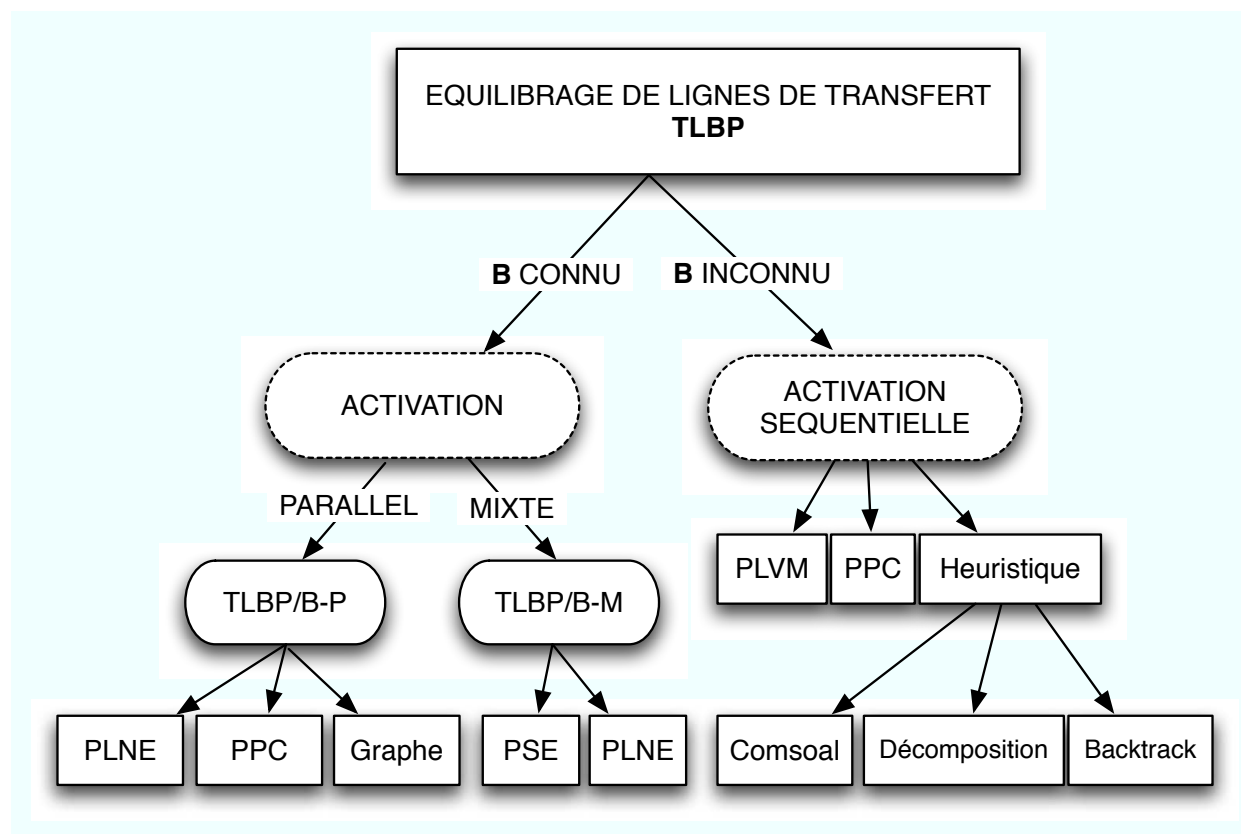 EQUILIBRAGE DE LIGNES DE TRANSFERT
TLBP
B CONNU
B INCONNU
ACTIVATION
ACTIVATION
SEQUENTIELLE
PARALLEL
MIXTE
PLVM
PPC
Heuristique
TLBP/B-P
TLBP/B-M
PLNE
PPC
Graphe
PSE
PLNE
Comsoal
Décomposition
Backtrack